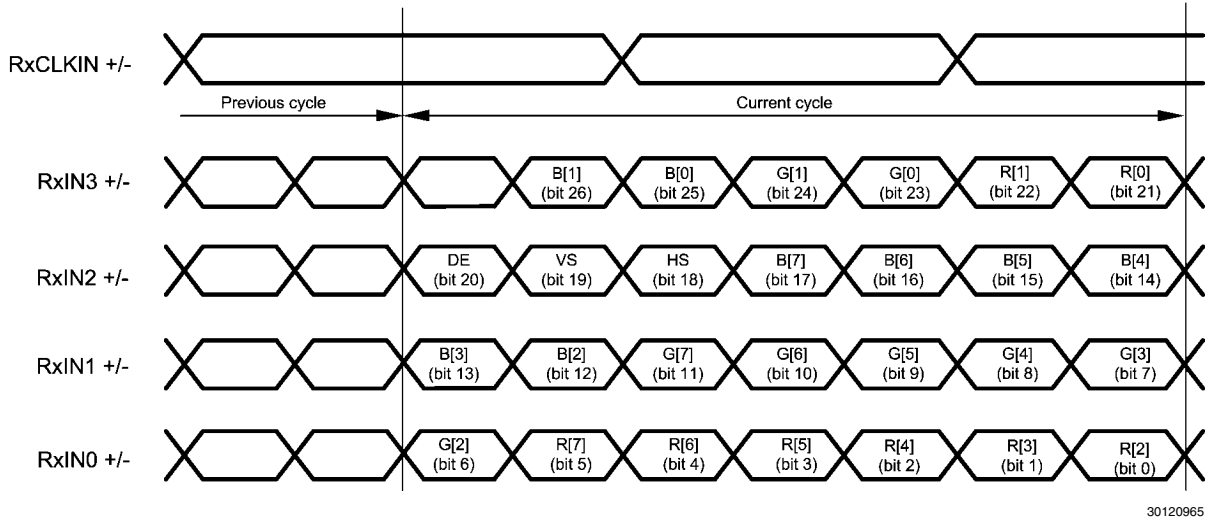 RxCLKIN +/-
Previous cycle
Current cycle
RxIN3 +/-
B[1]
(bit 26)
B[0]
(bit 25)
G[1]
(bit 24)
G[0]
(bit 23)
R[1]
(bit 22)
R[0]
(bit 21)
RxIN2 +/-
DE
(bit 20)
VS
(bit 19)
HS
(bit 18)
B[7]
(bit 17)
B[6]
(bit 16)
B[5]
(bit 15)
B[4]
(bit 14)
RxIN1 +/-
B[3]
(bit 13)
B[2]
(bit 12)
G[7]
(bit 11)
G[6]
(bit 10)
G[5]
(bit 9)
G[4]
(bit 8)
G[3]
(bit 7)
RxIN0 +/-
G[2]
(bit 6)
R[7]
(bit 5)
R[6]
(bit 4)
R[5]
(bit 3)
R[4]
(bit 2)
R[3]
(bit 1)
R[2]
(bit 0)
30120965